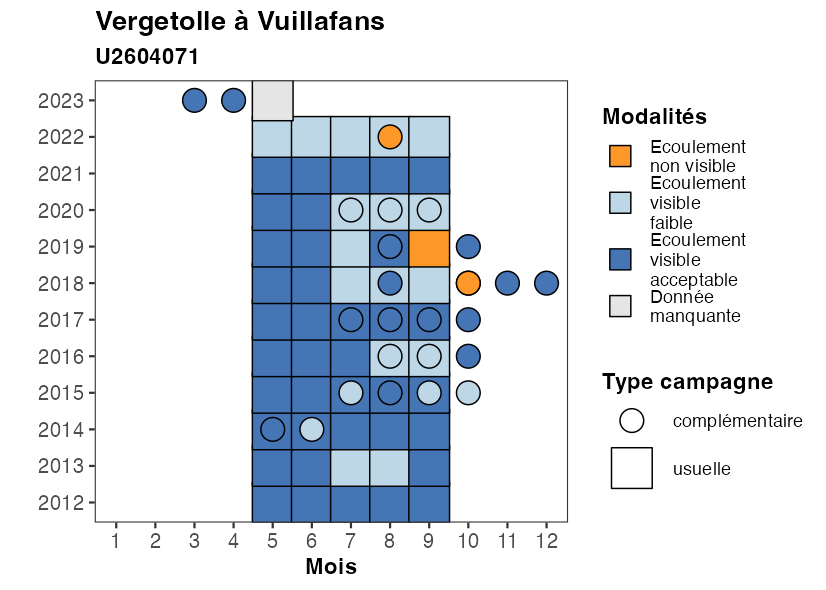 Vergetolle à Vuillafans
U2604071
2023
2022
2021
2020
2019
2018
2017
2016
2015
2014
2013
2012
1 2 3 4 5 6 7 8 9 10 11 12
Mois
Modalités
Ecoulement
non visible
Ecoulement
visible
faible
Ecoulement
visible
acceptable
Donnée
manquante
Type campagne
complémentaire
usuelle